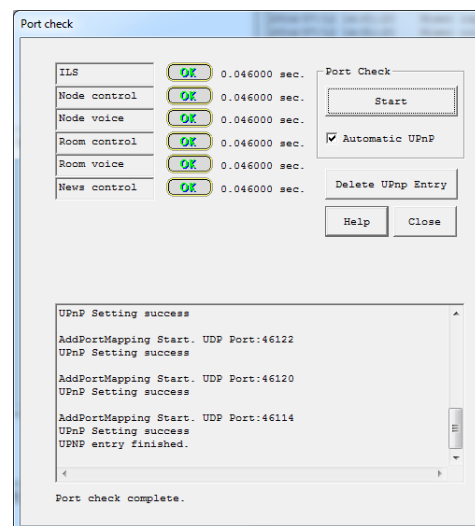 Port check
ILS OK 0.046000 sec.
Node control OK 0.046000 sec.
Node voice OK 0.046000 sec.
Room control OK 0.046000 sec.
Room voice OK 0.046000 sec.
News control OK 0.046000 sec.
Port Check
Start
Automatic UPnP
Delete UPnp Entry
Help Close
UPnP Setting success
AddPortMapping Start. UDP Port:46122
UPnP Setting success
AddPortMapping Start. UDP Port:46120
UPnP Setting success
AddPortMapping Start. UDP Port:46114
UPnP Setting success
UPNP entry finished.
Port check complete.